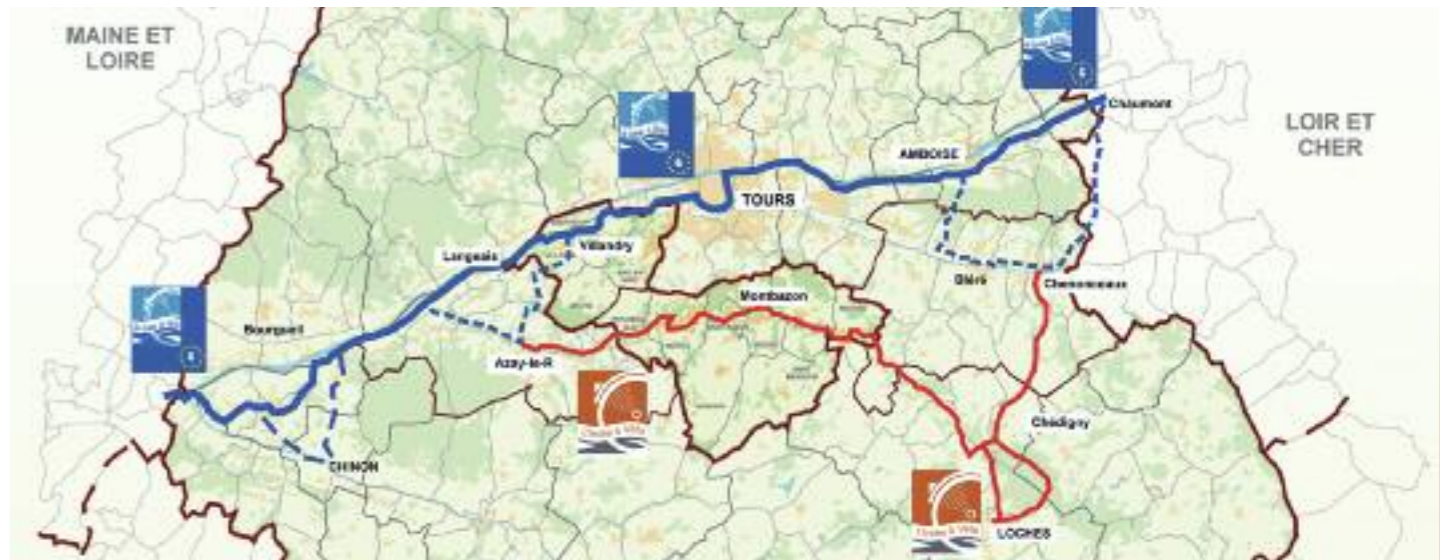 MAINE ET
LOIRE
Chaumont
LOIR ET
CHER
AMBOISE
TOURS
Villandry
Langeais
Bléré
Chenonceaux
Montbazon
Bourgueil
Azay-le-R
Chédigny
CHINON
LOCHES